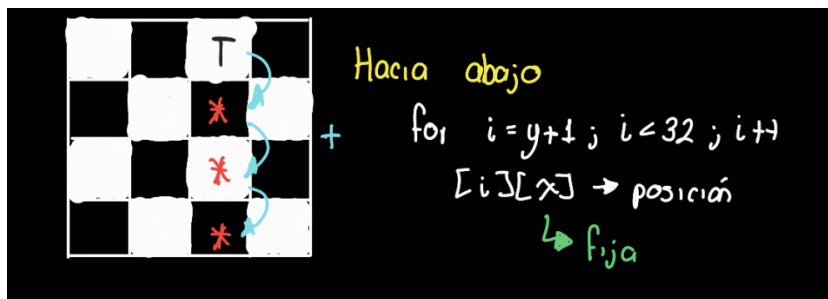 T
Hacia abajo
*
+
for i = y+1 ; i < 32 ; i++
*
[i][x] → posición
*
↳ fija